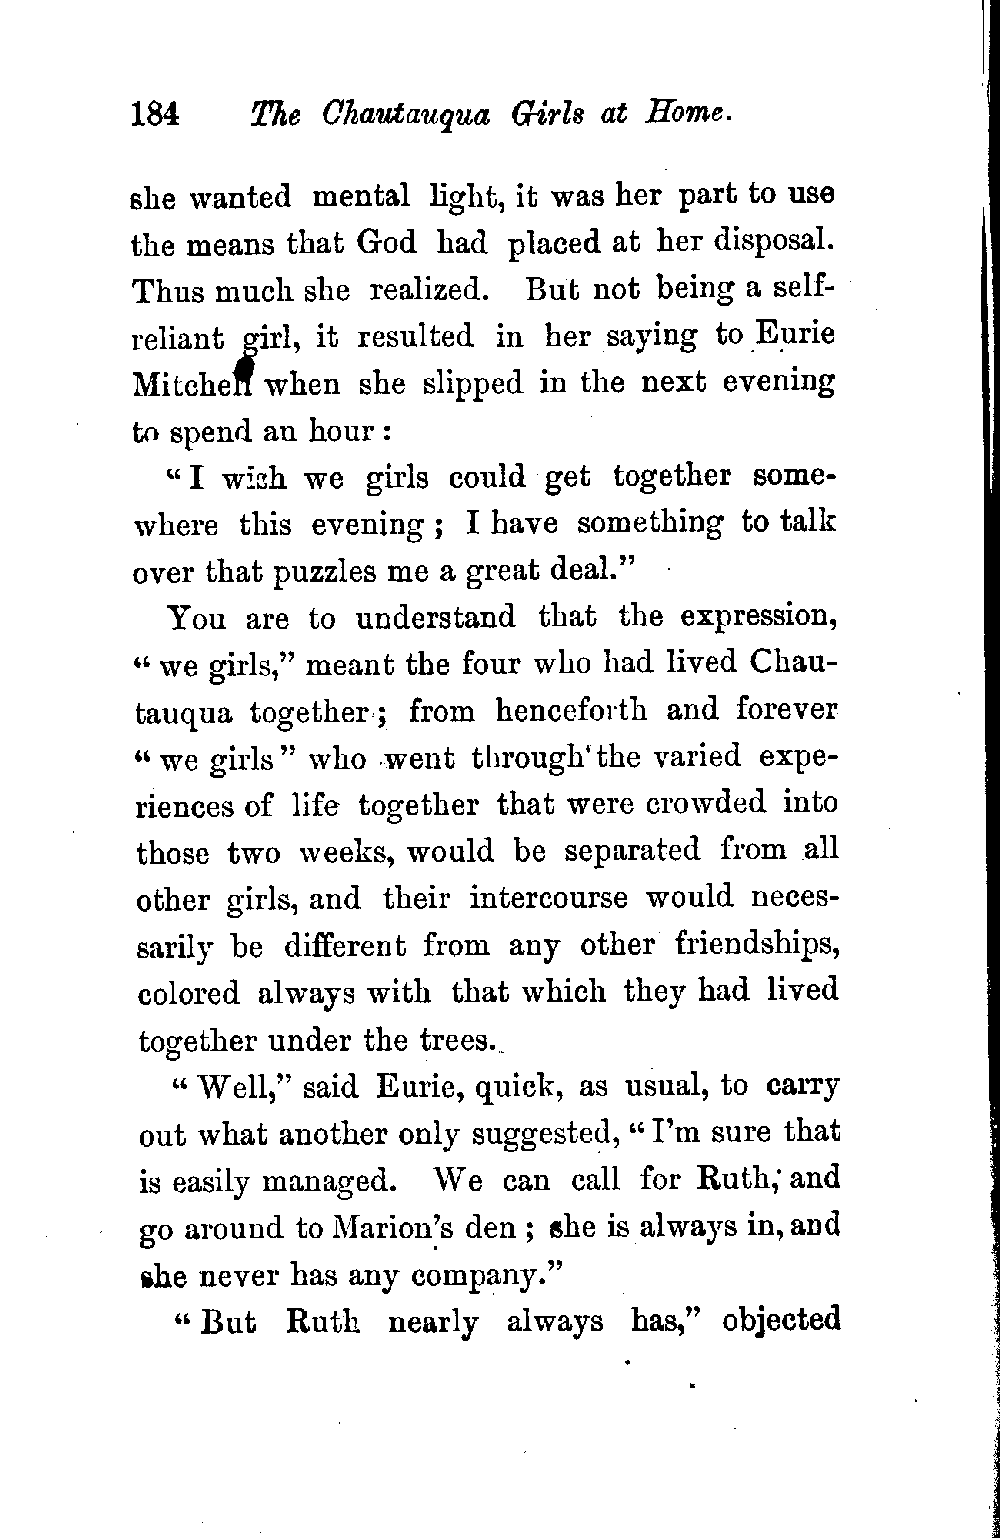 184 The Chautauqua Girls at Home.
she wanted mental light, it was her part to use
the means that God had placed at her disposal.
Thus much she realized. But not being a self-
reliant girl, it resulted in her saying to Eurie
Mitchell when she slipped in the next evening
to spend an hour :
“ I wish we girls could get together some-
where this evening ; I have something to talk
over that puzzles me a great deal.”
You are to understand that the expression,
“ we girls,” meant the four who had lived Chau-
tauqua together ; from henceforth and forever
“ we girls ” who went through the varied expe-
riences of life together that were crowded into
those two weeks, would be separated from all
other girls, and their intercourse would neces-
sarily be different from any other friendships,
colored always with that which they had lived
together under the trees.
“ Well,” said Eurie, quick, as usual, to carry
out what another only suggested, “ I’m sure that
is easily managed. We can call for Ruth, and
go around to Marion’s den ; she is always in, and
she never has any company.”
“ But Ruth nearly always has,” objected